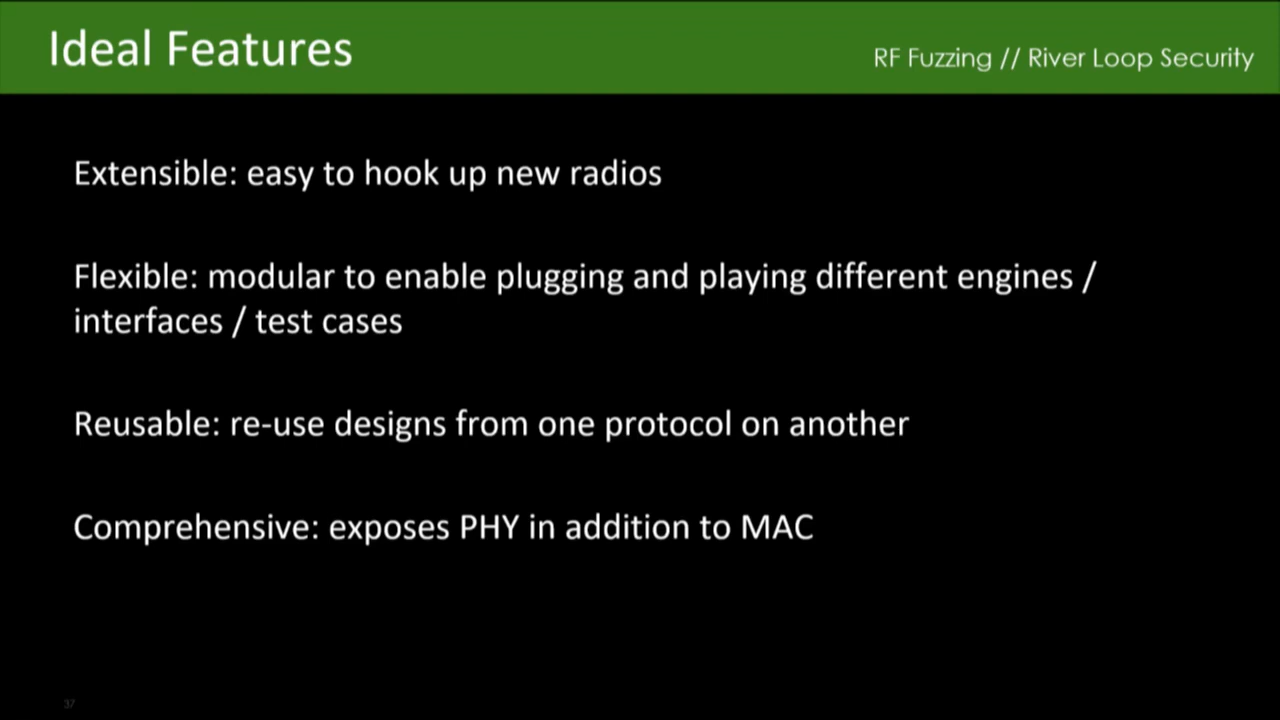 Ideal Features
RF Fuzzing // River Loop Security
Extensible: easy to hook up new radios
Flexible: modular to enable plugging and playing different engines /
interfaces / test cases
Reusable: re-use designs from one protocol on another
Comprehensive: exposes PHY in addition to MAC
37